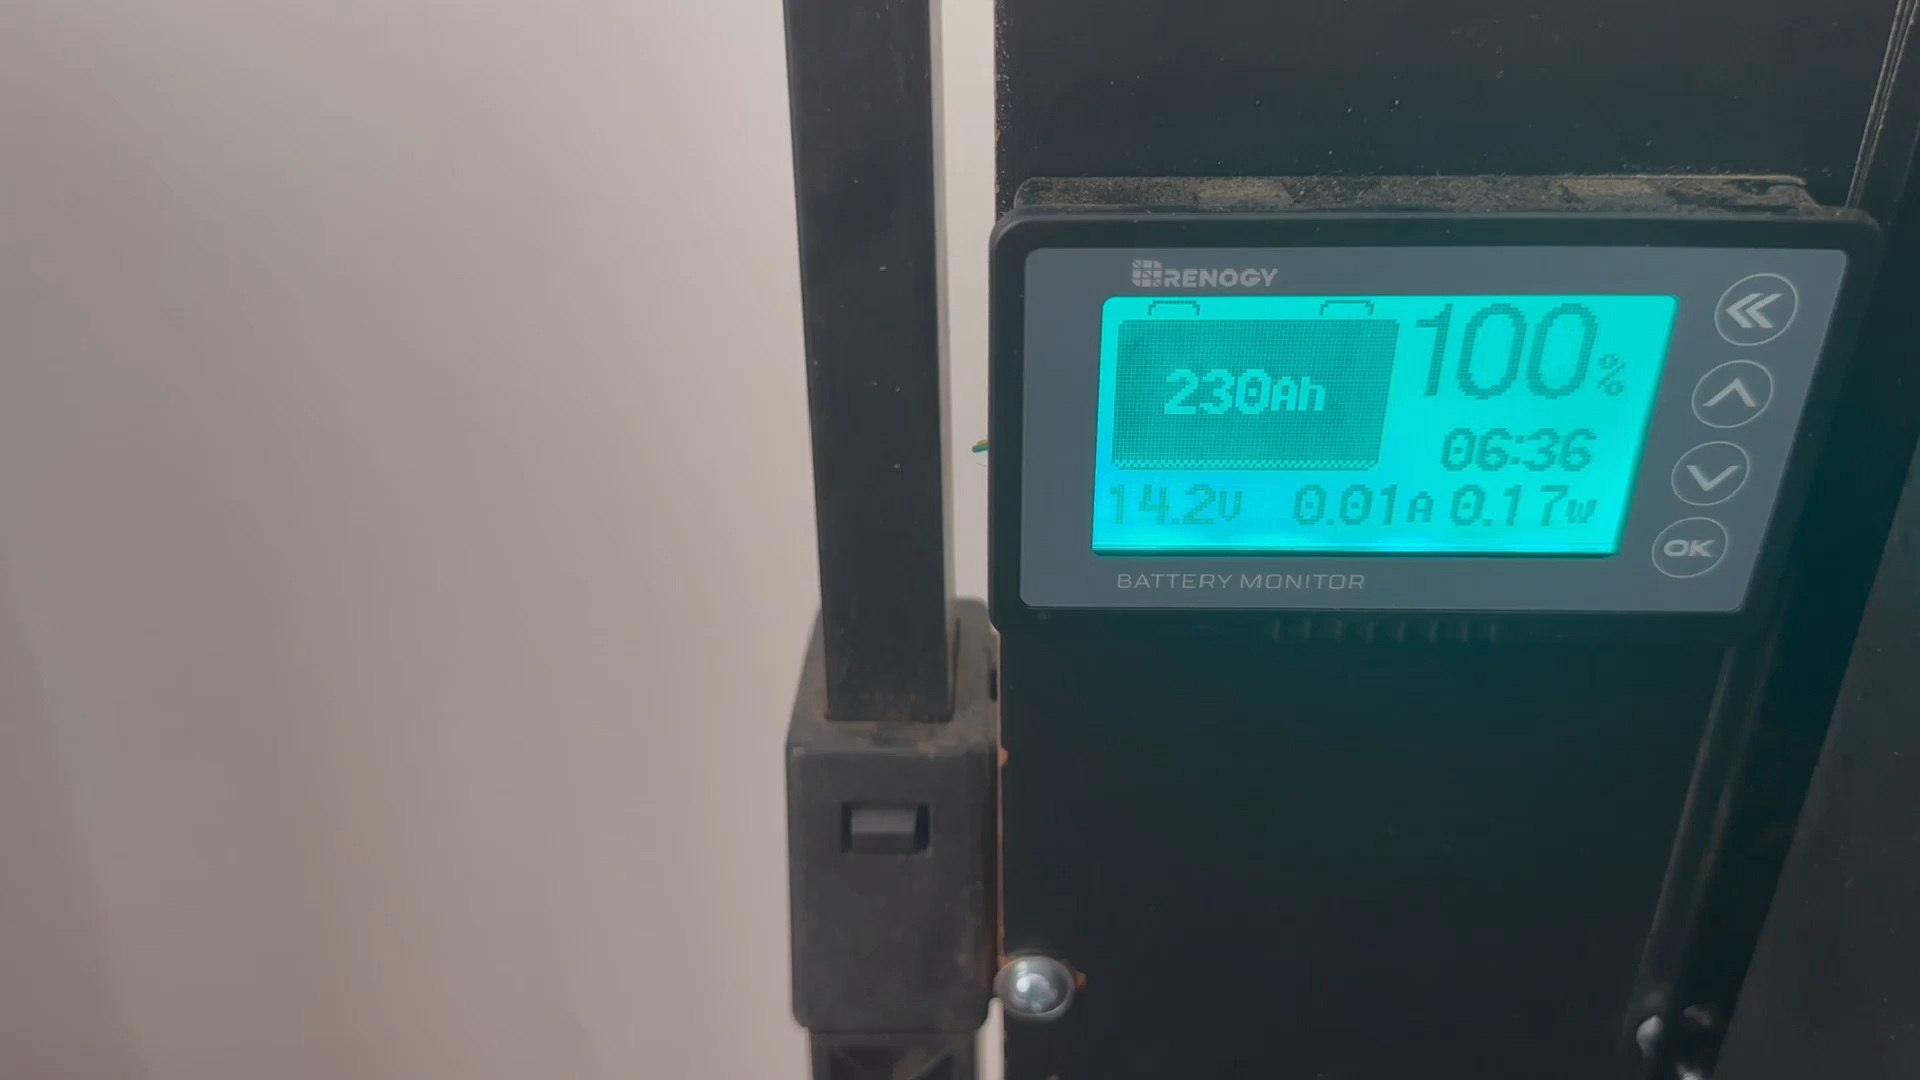 RENOGY
100%
230Ah
06:36
14.2V 0.01A 0.17W
OK
BATTERY MONITOR